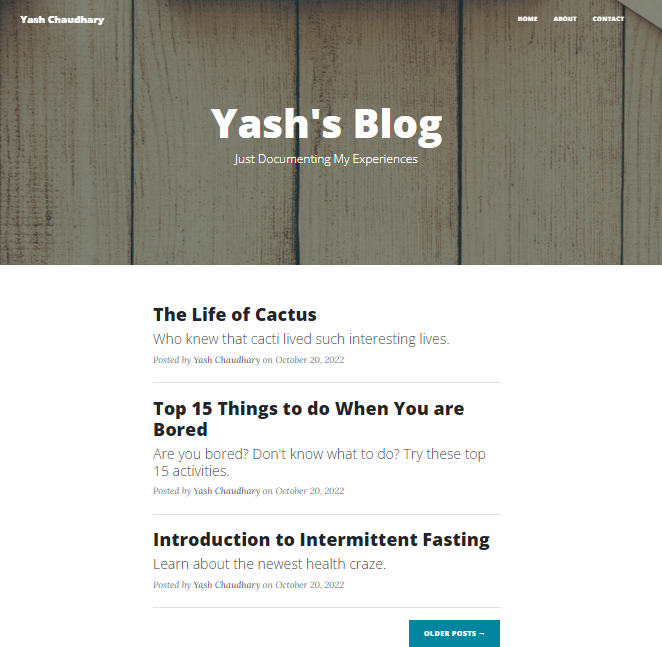 Yash Chaudhary
HOME ABOUT CONTACT
Yash's Blog
Just Documenting My Experiences
The Life of Cactus
Who knew that cacti lived such interesting lives.
Posted by Yash Chaudhary on October 20, 2022
Top 15 Things to do When You are
Bored
Are you bored? Don't know what to do? Try these top
15 activities.
Posted by Yash Chaudhary on October 20, 2022
Introduction to Intermittent Fasting
Learn about the newest health craze.
Posted by Yash Chaudhary on October 20, 2022
OLDER POSTS →